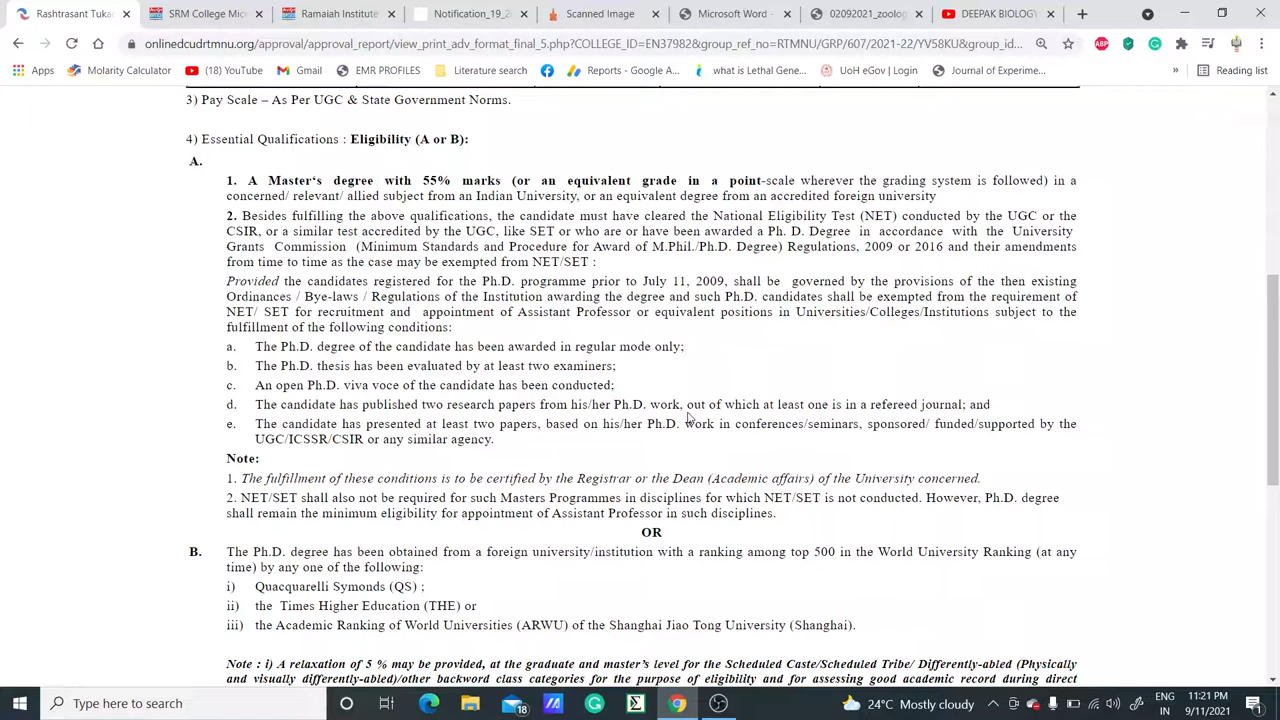 Rashtrasant Tuka
SRM College Mic
Ramaiah Institute
Notification_19_2
Scanned Image
Microsoft Word -
02092021_zoolog
DEEPAK BIOLOGY
onlinedcudrtmnu.org/approval/approval_report/view_print_adv_format_final_5.php?COLLEGE_ID=EN37982&group_ref_no=RTMNU/GRP/607/2021-22/YV58KU&group_id...
Apps
Molarity Calculator
(18) YouTube
Gmail
EMR PROFILES
Literature search
Reports - Google A...
what is Lethal Gene...
UoH eGov | Login
Journal of Experime...
»
Reading list
3) Pay Scale – As Per UGC & State Government Norms.
4) Essential Qualifications : Eligibility (A or B):
A.
1. A Master‘s degree with 55% marks (or an equivalent grade in a point-scale wherever the grading system is followed) in a
concerned/ relevant/ allied subject from an Indian University, or an equivalent degree from an accredited foreign university
2. Besides fulfilling the above qualifications, the candidate must have cleared the National Eligibility Test (NET) conducted by the UGC or the
CSIR, or a similar test accredited by the UGC, like SET or who are or have been awarded a Ph. D. Degree in accordance with the University
Grants Commission (Minimum Standards and Procedure for Award of M.Phil./Ph.D. Degree) Regulations, 2009 or 2016 and their amendments
from time to time as the case may be exempted from NET/SET :
Provided the candidates registered for the Ph.D. programme prior to July 11, 2009, shall be governed by the provisions of the then existing
Ordinances / Bye-laws / Regulations of the Institution awarding the degree and such Ph.D. candidates shall be exempted from the requirement of
NET/ SET for recruitment and appointment of Assistant Professor or equivalent positions in Universities/Colleges/Institutions subject to the
fulfillment of the following conditions:
a. The Ph.D. degree of the candidate has been awarded in regular mode only;
b. The Ph.D. thesis has been evaluated by at least two examiners;
c. An open Ph.D. viva voce of the candidate has been conducted;
d. The candidate has published two research papers from his/her Ph.D. work, out of which at least one is in a refereed journal; and
e. The candidate has presented at least two papers, based on his/her Ph.D. work in conferences/seminars, sponsored/ funded/supported by the
UGC/ICSSR/CSIR or any similar agency.
Note:
1. The fulfillment of these conditions is to be certified by the Registrar or the Dean (Academic affairs) of the University concerned.
2. NET/SET shall also not be required for such Masters Programmes in disciplines for which NET/SET is not conducted. However, Ph.D. degree
shall remain the minimum eligibility for appointment of Assistant Professor in such disciplines.
OR
B. The Ph.D. degree has been obtained from a foreign university/institution with a ranking among top 500 in the World University Ranking (at any
time) by any one of the following:
i) Quacquarelli Symonds (QS) ;
ii) the Times Higher Education (THE) or
iii) the Academic Ranking of World Universities (ARWU) of the Shanghai Jiao Tong University (Shanghai).
Note : i) A relaxation of 5 % may be provided, at the graduate and master's level for the Scheduled Caste/Scheduled Tribe/ Differently-abled (Physically
and visually differently-abled)/other backword class categories for the purpose of eligibility and for assessing good academic record during direct
Type here to search
18
24°C Mostly cloudy
ENG
IN
11:21 PM
9/11/2021
1